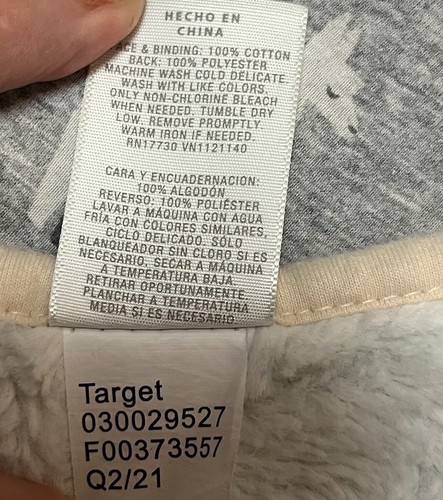 HECHO EN
CHINA
ACE & BINDING: 100% COTTON
BACK: 100% POLYESTER
MACHINE WASH COLD DELICATE.
WASH WITH LIKE COLORS.
ONLY NON-CHLORINE BLEACH
WHEN NEEDED. TUMBLE DRY
LOW. REMOVE PROMPTLY.
WARM IRON IF NEEDED.
RN17730 VN1121140
CARA Y ENCUADERNACIÓN:
100% ALGODÓN
REVERSO: 100% POLIÉSTER
LAVAR A MÁQUINA CON AGUA
FRÍA CON COLORES SIMILARES,
CICLO DELICADO. SÓLO
BLANQUEADOR SIN CLORO SI ES
NECESARIO. SECAR A MÁQUINA
A TEMPERATURA BAJA.
RETIRAR OPORTUNAMENTE.
PLANCHAR A TEMPERATURA
MEDIA SI ES NECESARIO.
Target
030029527
F00373557
Q2/21